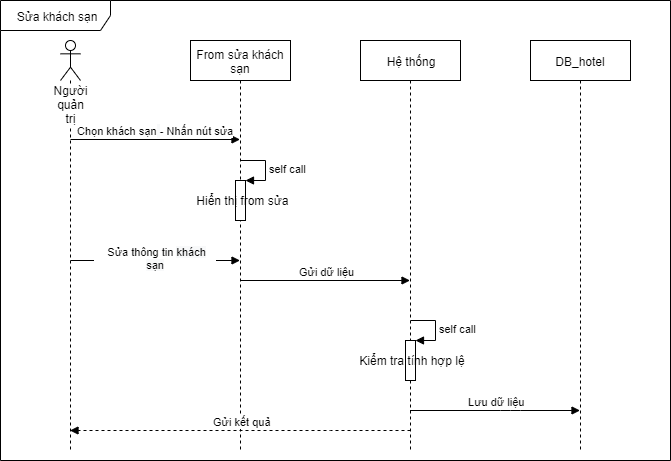 Sửa khách sạn
From sửa khách
sạn
Hệ thống
DB_hotel
Người
quản
trị
Chọn khách sạn - Nhấn nút sửa
self call
Hiển thị from sửa
Sửa thông tin khách
sạn
Gửi dữ liệu
self call
Kiểm tra tính hợp lệ
Lưu dữ liệu
Gửi kết quả